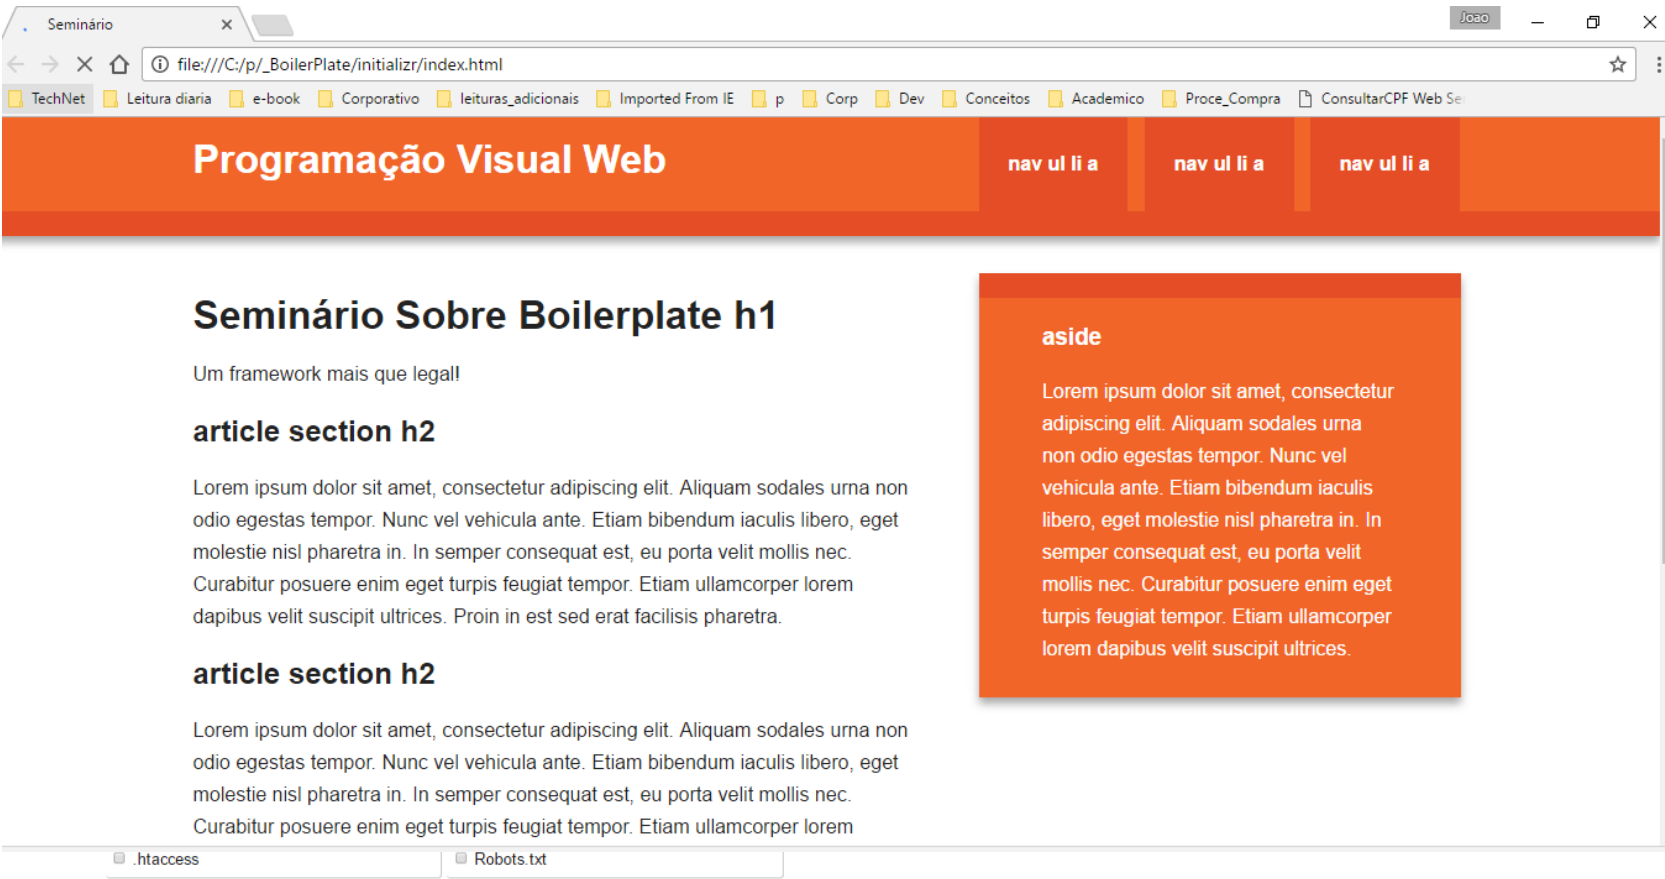 Seminário
Joao
file:///C:/p/_BoilerPlate/initializr/index.html
TechNet Leitura diaria e-book Corporativo leituras_adicionais Imported From IE p Corp Dev Conceitos Academico Proce_Compra ConsultarCPF Web Se
Programação Visual Web
nav ul li a nav ul li a nav ul li a
Seminário Sobre Boilerplate h1
Um framework mais que legal!
article section h2
Lorem ipsum dolor sit amet, consectetur adipiscing elit. Aliquam sodales urna non
odio egestas tempor. Nunc vel vehicula ante. Etiam bibendum iaculis libero, eget
molestie nisl pharetra in. In semper consequat est, eu porta velit mollis nec.
Curabitur posuere enim eget turpis feugiat tempor. Etiam ullamcorper lorem
dapibus velit suscipit ultrices. Proin in est sed erat facilisis pharetra.
article section h2
Lorem ipsum dolor sit amet, consectetur adipiscing elit. Aliquam sodales urna non
odio egestas tempor. Nunc vel vehicula ante. Etiam bibendum iaculis libero, eget
molestie nisl pharetra in. In semper consequat est, eu porta velit mollis nec.
Curabitur posuere enim eget turpis feugiat tempor. Etiam ullamcorper lorem
aside
Lorem ipsum dolor sit amet, consectetur
adipiscing elit. Aliquam sodales urna
non odio egestas tempor. Nunc vel
vehicula ante. Etiam bibendum iaculis
libero, eget molestie nisl pharetra in. In
semper consequat est, eu porta velit
mollis nec. Curabitur posuere enim eget
turpis feugiat tempor. Etiam ullamcorper
lorem dapibus velit suscipit ultrices.
.htaccess
Robots.txt